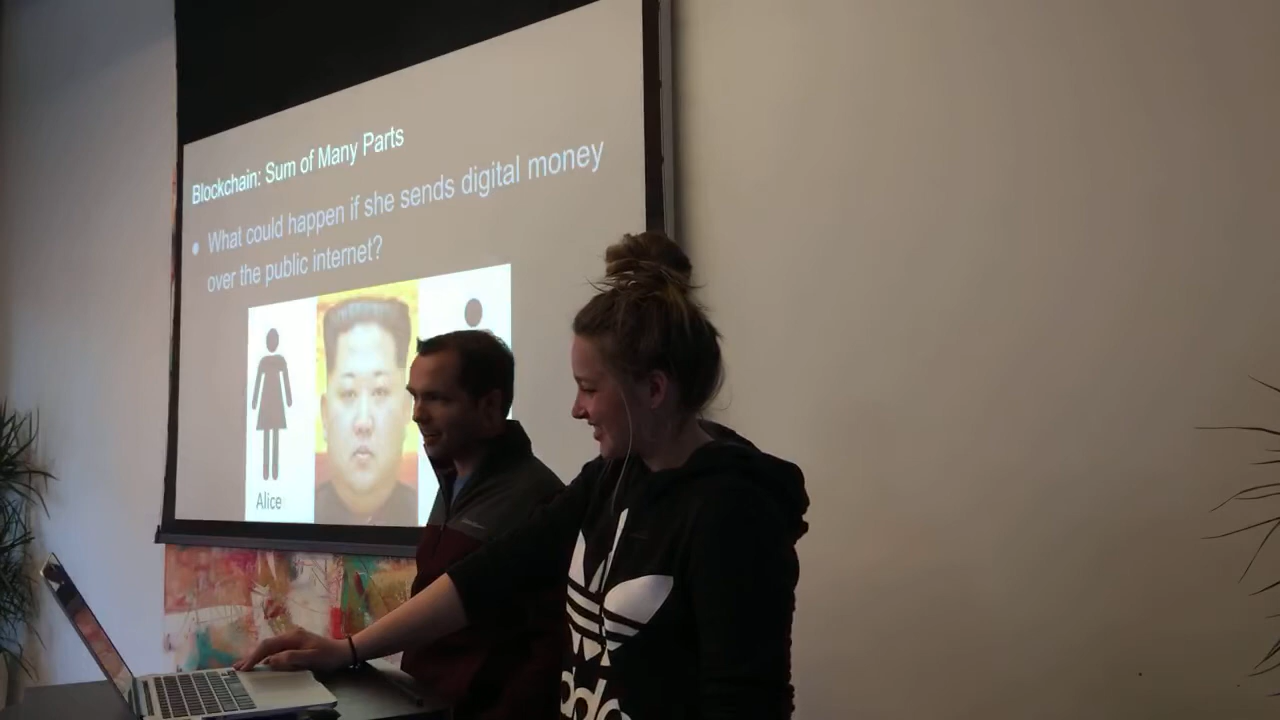 Blockchain: Sum of Many Parts
What could happen if she sends digital money
over the public internet?
Alice
adidas